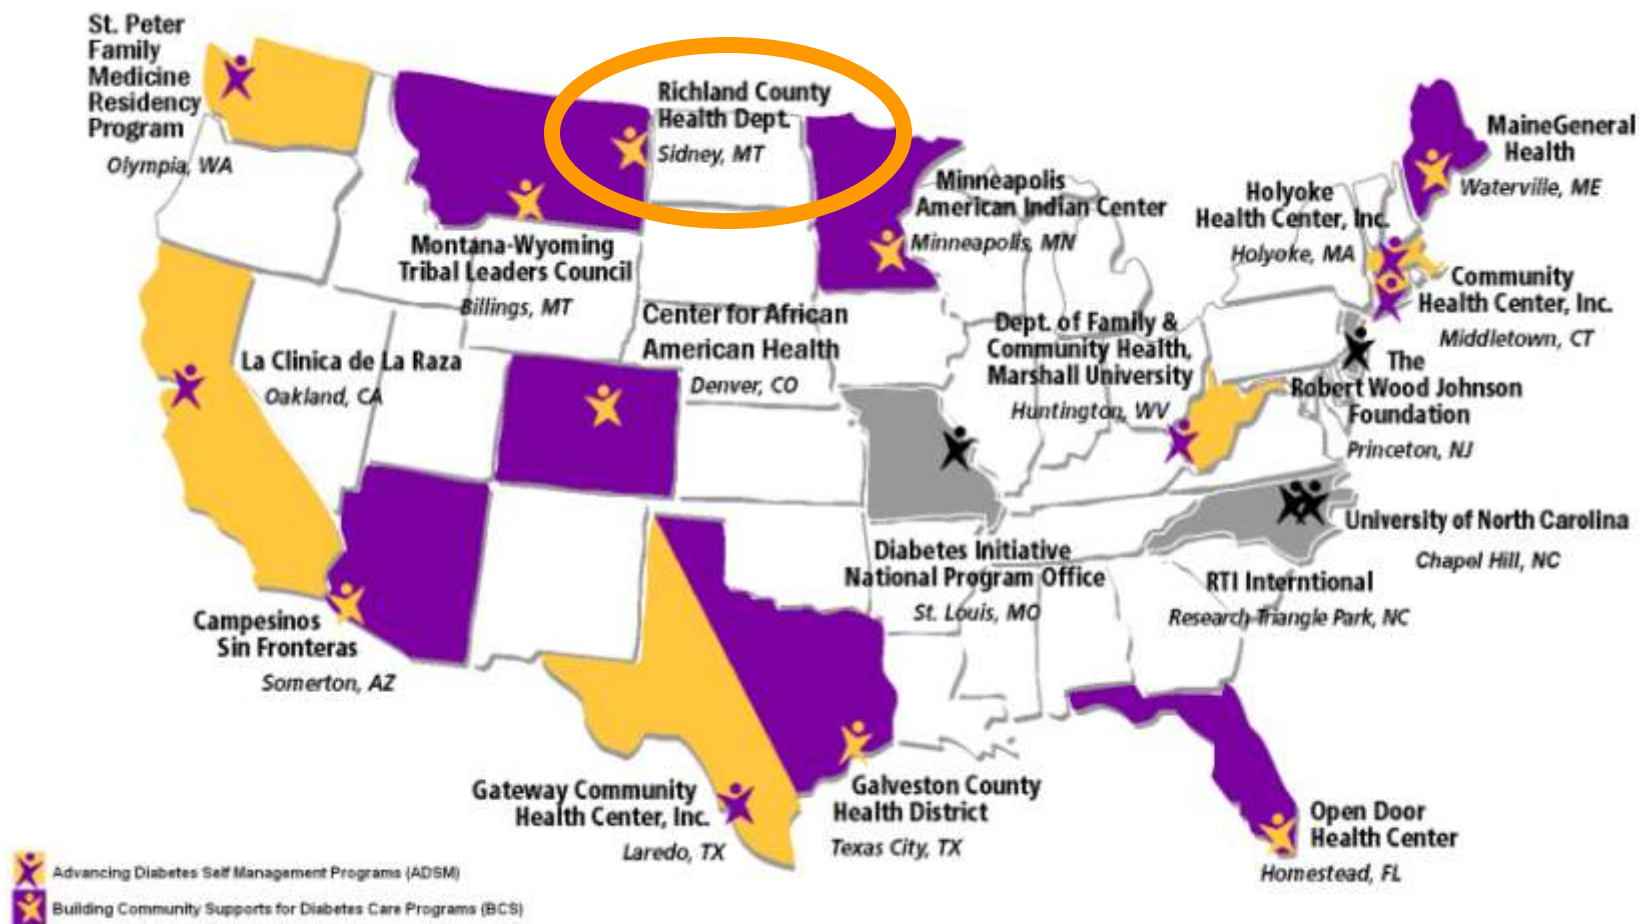 St. Peter
Family
Medicine
Residency
Program
Olympia, WA
Richland County
Health Dept.
Sidney, MT
MaineGeneral
Health
Waterville, ME
Minneapolis
American Indian Center
Minneapolis, MN
Holyoke
Health Center, Inc.
Holyoke, MA
Montana-Wyoming
Tribal Leaders Council
Billings, MT
Community
Health Center, Inc.
Middletown, CT
Center for African
American Health
Denver, CO
Dept. of Family &
Community Health,
Marshall University
Huntington, WV
La Clinica de La Raza
Oakland, CA
The
Robert Wood Johnson
Foundation
Princeton, NJ
University of North Carolina
Chapel Hill, NC
Diabetes Initiative
National Program Office
St. Louis, MO
RTI Interntional
Research Triangle Park, NC
Campesinos
Sin Fronteras
Somerton, AZ
Gateway Community
Health Center, Inc.
Laredo, TX
Galveston County
Health District
Texas City, TX
Open Door
Health Center
Homestead, FL
Advancing Diabetes Self Management Programs (ADSM)
Building Community Supports for Diabetes Care Programs (BCS)